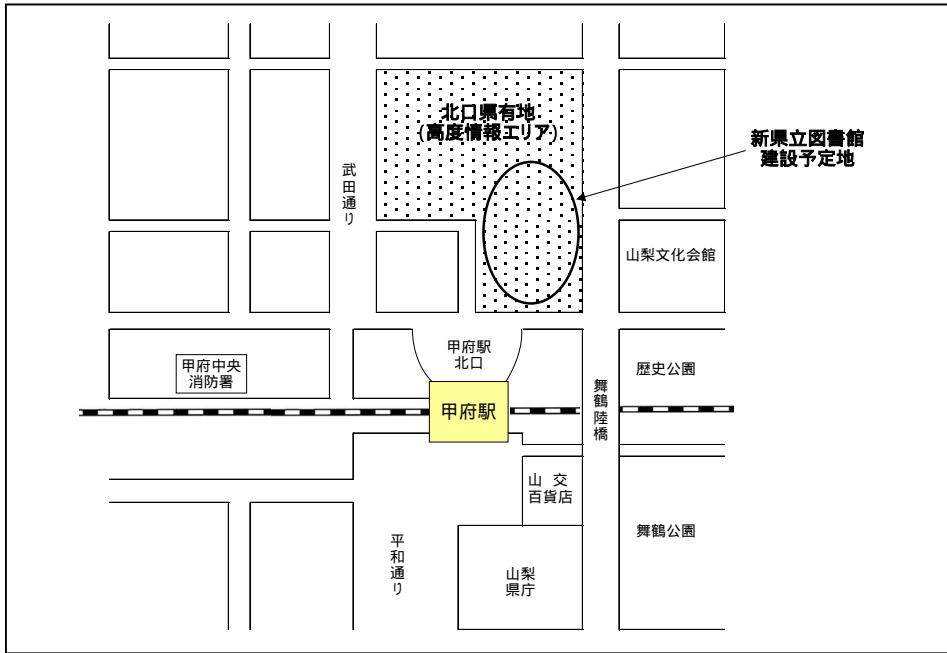 北口県有地
(高度情報エリア)
新県立図書館
建設予定地
武田通り
山梨文化会館
甲府駅
北口
甲府中央
消防署
歴史公園
甲府駅
舞鶴陸橋
山 交
百貨店
舞鶴公園
平和通り
山梨
県庁